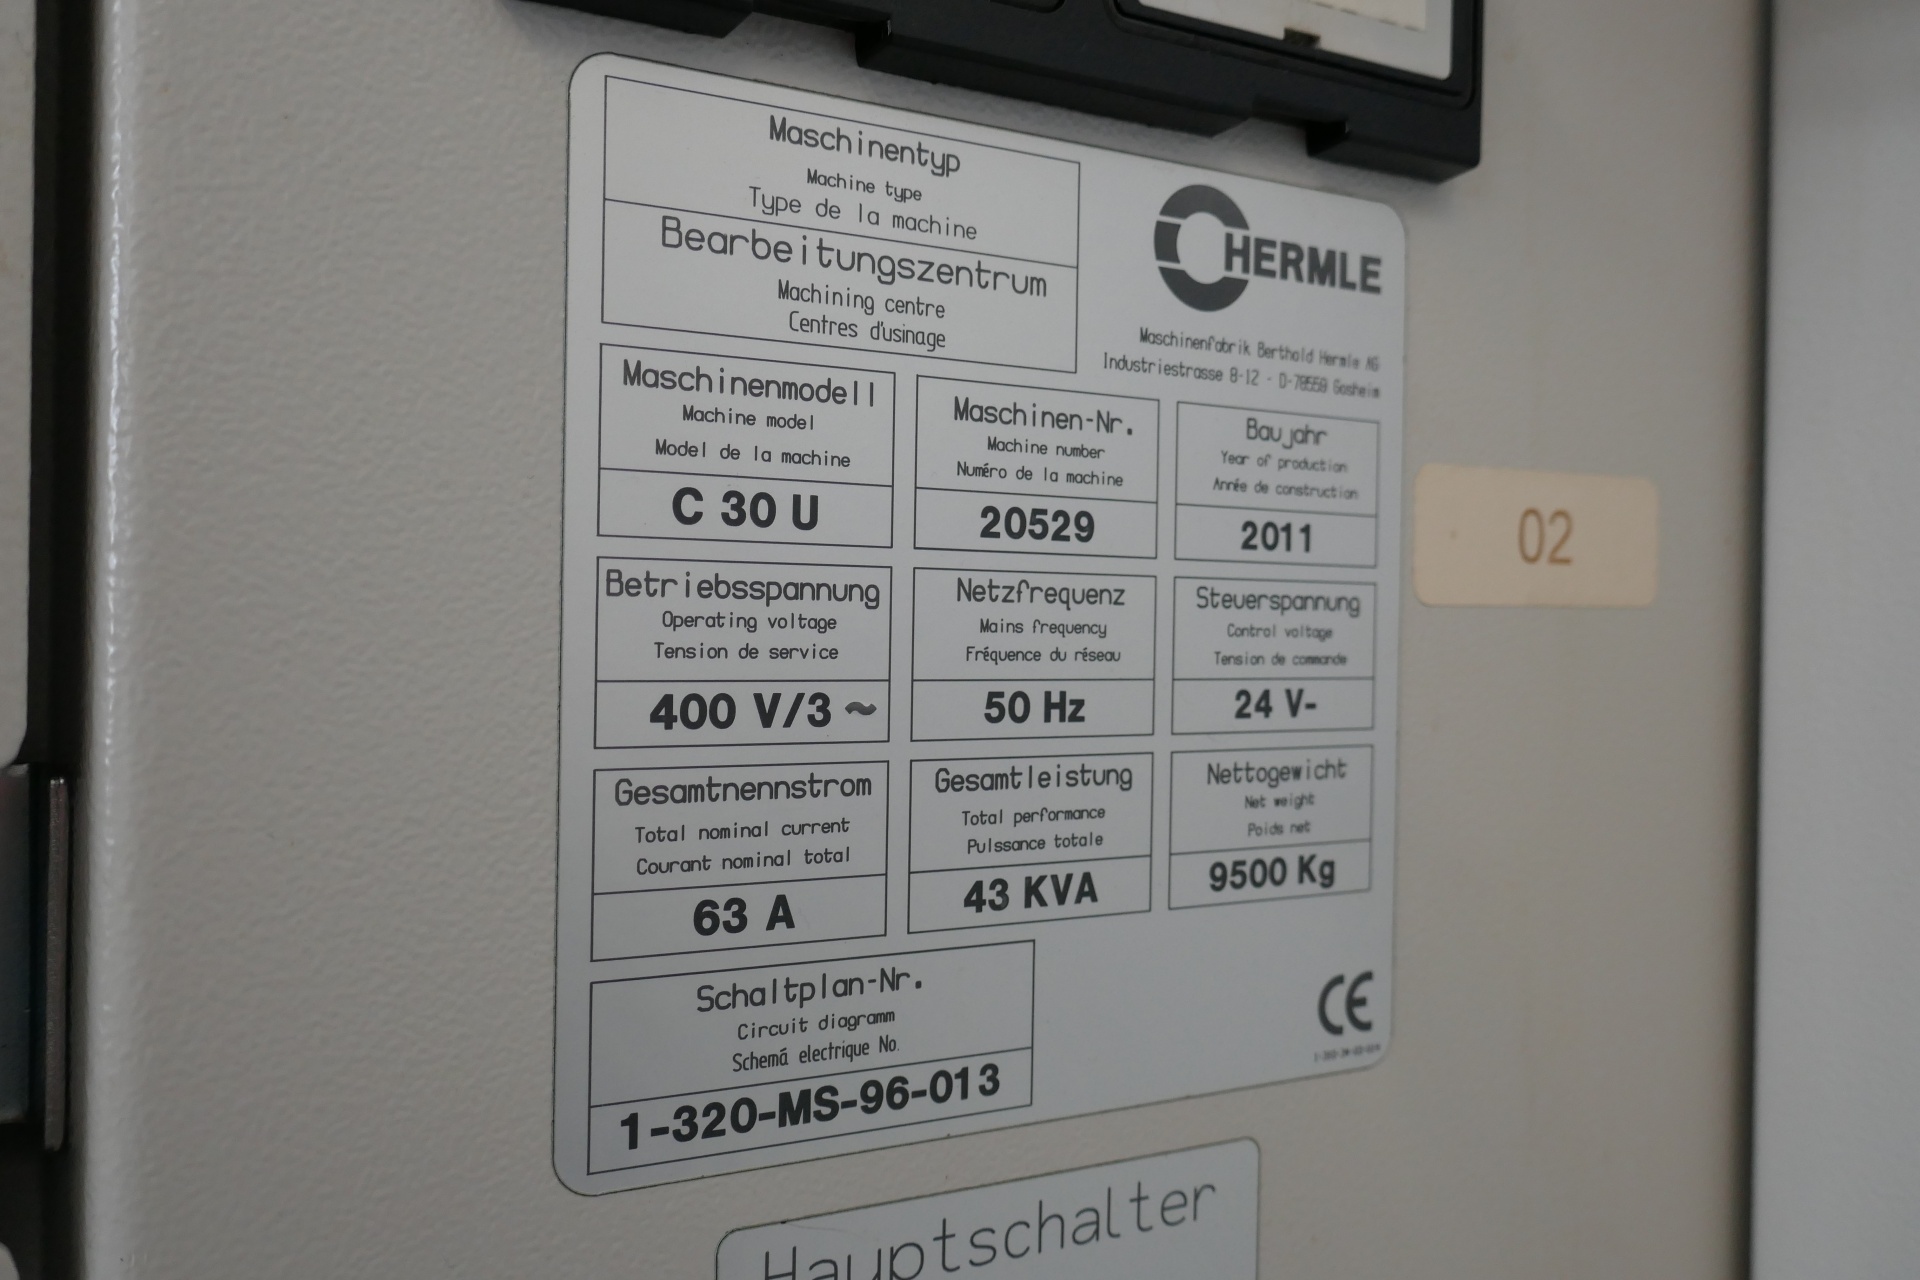 Maschinentyp
Machine type
Type de la machine
Bearbeitungszentrum
Machining centre
Centres d'usinage
HERMLE
Maschinenfabrik Berthold Hermle AG
Industriestrasse 8-12 - D-78559 Gosheim
Maschinenmodell
Machine model
Model de la machine
C 30 U
Maschinen-Nr.
Machine number
Numéro de la machine
20529
Baujahr
Year of production
Année de construction
2011
02
Betriebsspannung
Operating voltage
Tension de service
400 V/3 ~
Netzfrequenz
Mains frequency
Fréquence du réseau
50 Hz
Steuerspannung
Control voltage
Tension de commande
24 V-
Gesamtnennstrom
Total nominal current
Courant nominal total
63 A
Gesamtleistung
Total performance
Pulssance totale
43 KVA
Nettogewicht
Net weight
Poids net
9500 Kg
Schaltplan-Nr.
Circuit diagramm
Schemá electrique No.
1-320-MS-96-013
CE
Hauptschalter